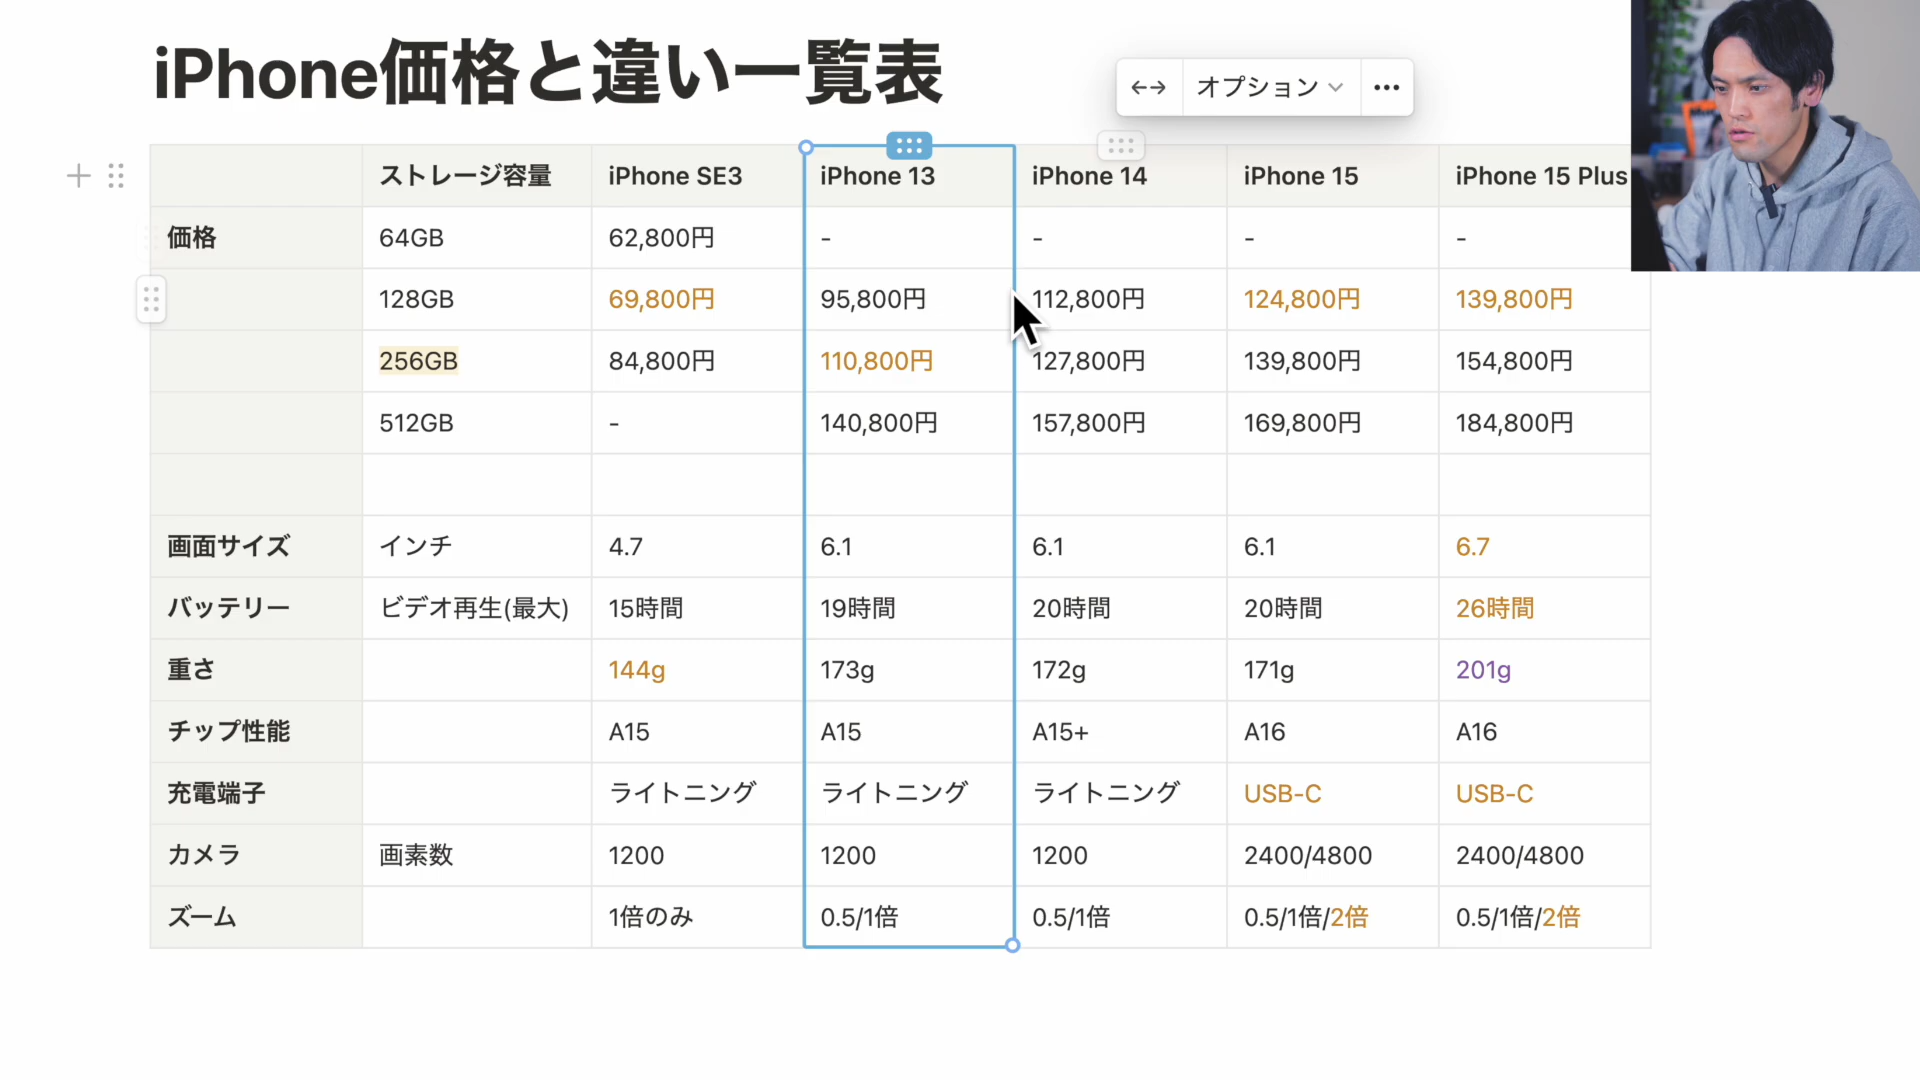 iPhone価格と違い一覧表
オプション
ストレージ容量 iPhone SE3 iPhone 13 iPhone 14 iPhone 15 iPhone 15 Plus
価格 64GB 62,800円 - - - -
128GB 69,800円 95,800円 112,800円 124,800円 139,800円
256GB 84,800円 110,800円 127,800円 139,800円 154,800円
512GB - 140,800円 157,800円 169,800円 184,800円
画面サイズ インチ 4.7 6.1 6.1 6.1 6.7
バッテリー ビデオ再生(最大) 15時間 19時間 20時間 20時間 26時間
重さ 144g 173g 172g 171g 201g
チップ性能 A15 A15 A15+ A16 A16
充電端子 ライトニング ライトニング ライトニング USB-C USB-C
カメラ 画素数 1200 1200 1200 2400/4800 2400/4800
ズーム 1倍のみ 0.5/1倍 0.5/1倍 0.5/1倍/2倍 0.5/1倍/2倍